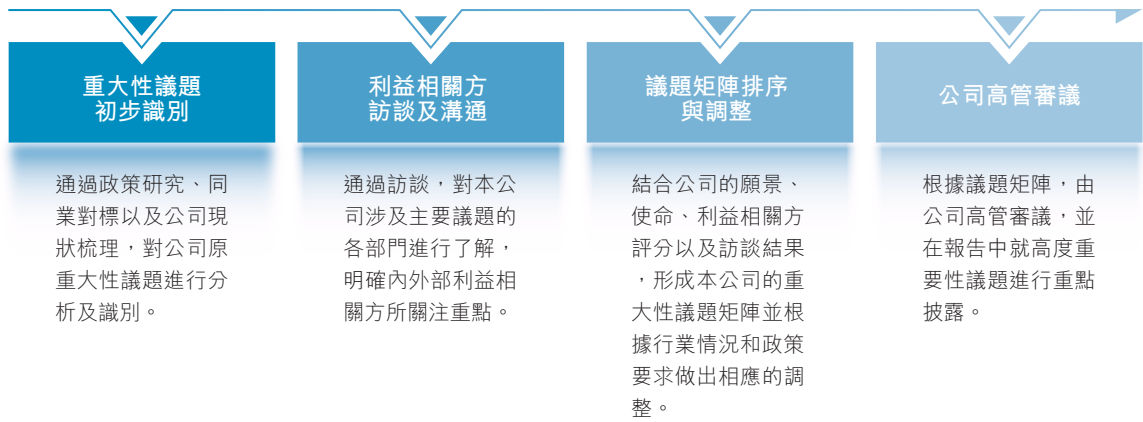 重大性議題
初步識別
通過政策研究、同
業對標以及公司現
狀梳理，對公司原
重大性議題進行分
析及識別。
利益相關方
訪談及溝通
通過訪談，對本公
司涉及主要議題的
各部門進行了解，
明確內外部利益相
關方所關注重點。
議題矩陣排序
與調整
結合公司的願景、
使命、利益相關方
評分以及訪談結果
，形成本公司的重
大性議題矩陣並根
據行業情況和政策
要求做出相應的調
整。
公司高管審議
根據議題矩陣，由
公司高管審議，並
在報告中就高度重
要性議題進行重點
披露。